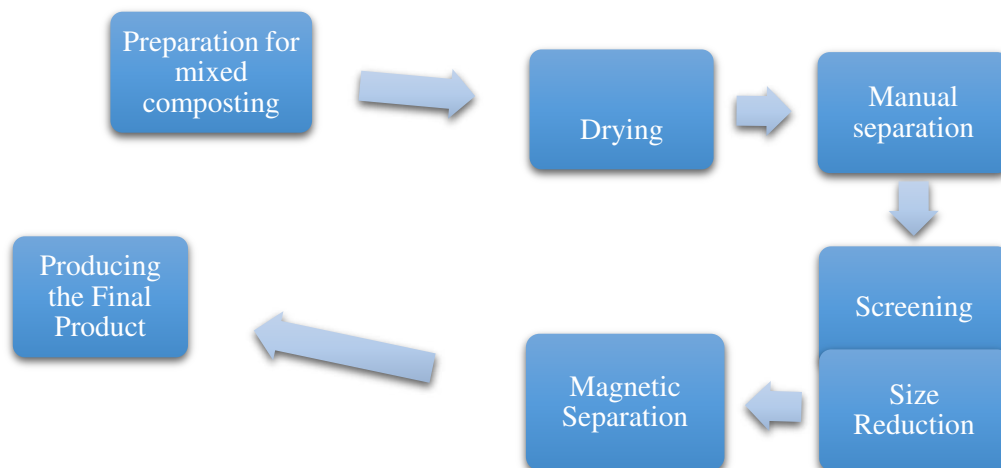 Preparation for
mixed
composting
Drying
Manual
separation
Screening
Size
Reduction
Magnetic
Separation
Producing
the Final
Product